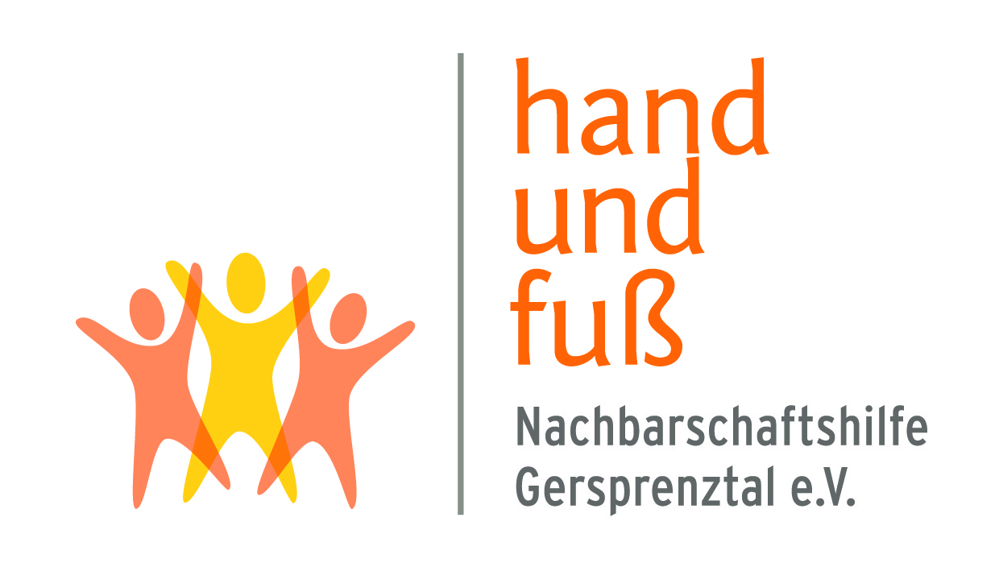 hand
und
fuß
Nachbarschaftshilfe
Gersprenztal e.V.